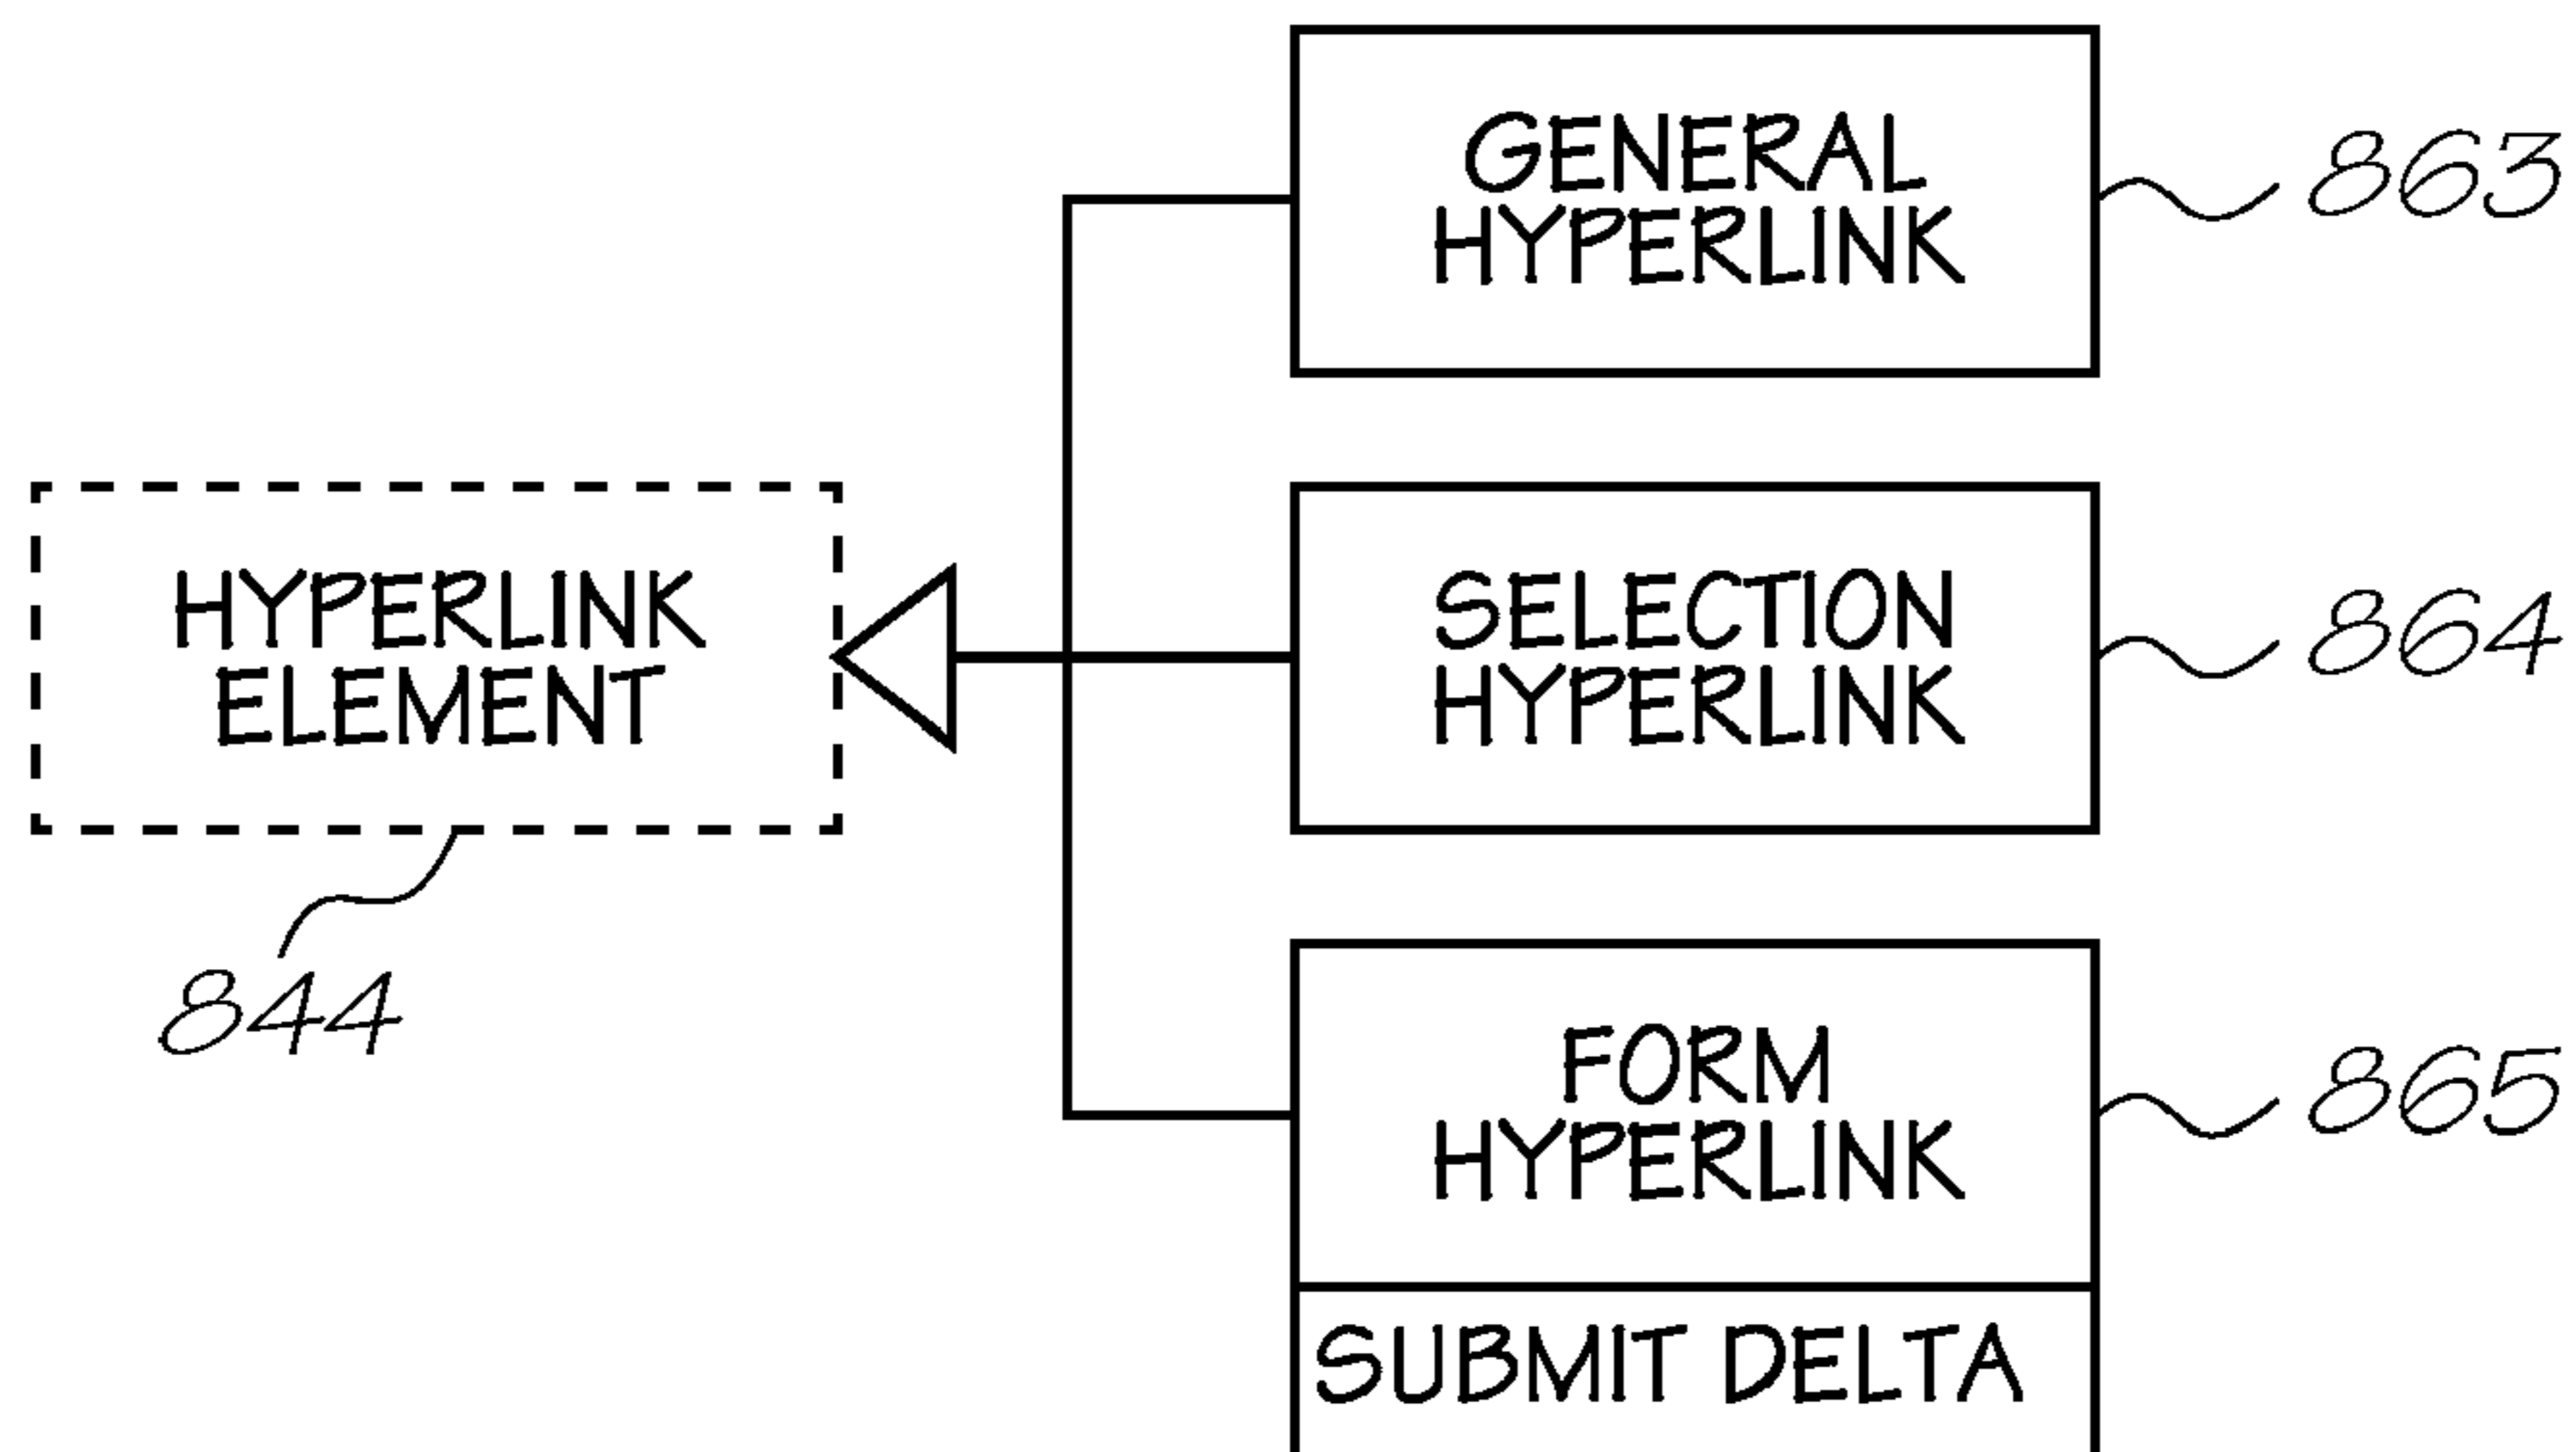 GENERAL
HYPERLINK
863
HYPERLINK
ELEMENT
844
SELECTION
HYPERLINK
864
FORM
HYPERLINK
865
SUBMIT DELTA